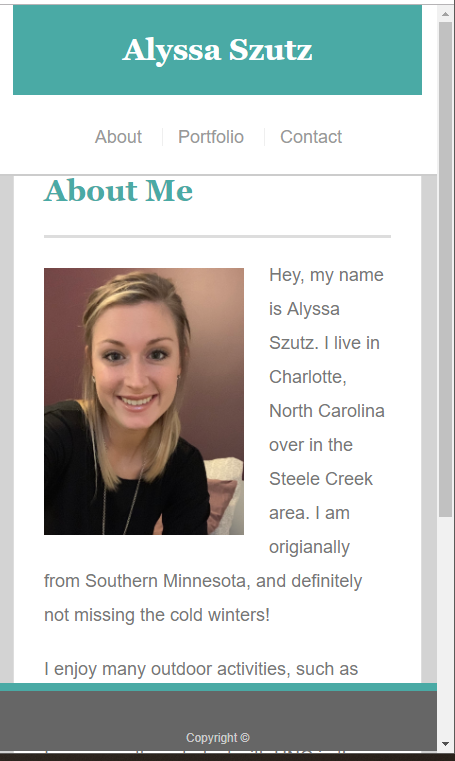 Alyssa Szutz
About Portfolio Contact
About Me
Hey, my name
is Alyssa
Szutz. I live in
Charlotte,
North Carolina
over in the
Steele Creek
area. I am
origianally
from Southern Minnesota, and definitely
not missing the cold winters!
I enjoy many outdoor activities, such as
Copyright ©